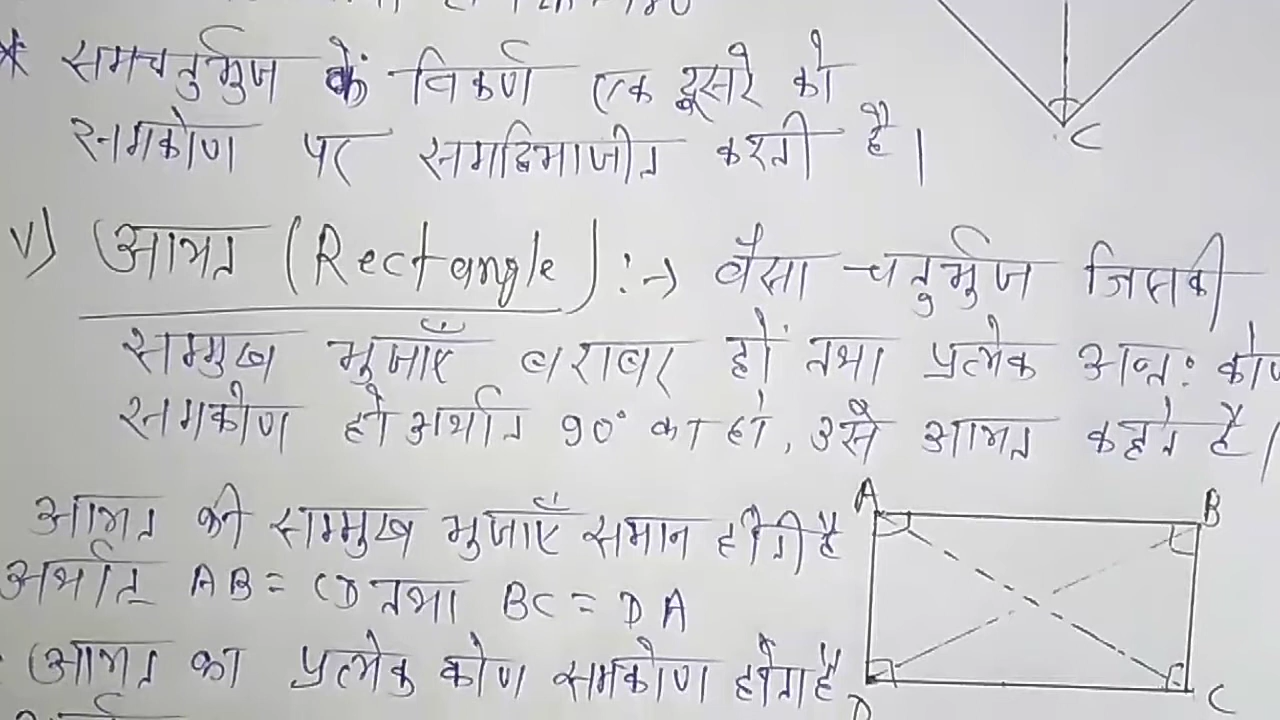 180
* समचतुर्भुज के विकर्ण एक दूसरे को
C
समकोण पर समद्विभाजीत करती है।
v) आयत (Rectangle) :→ वैसा चतुर्भुज जिसकी
सम्मुख भुजाएँ बराबर हों तथा प्रत्येक अन्त: कोण
समकोण हो अर्थात 90° का हो, उसे आयत कहते है।
A B
आयत की सम्मुख भुजाएँ समान होती है
अर्थात् AB = CD तथा BC = DA
आयत का प्रत्येक कोण समकोण होता है
D C